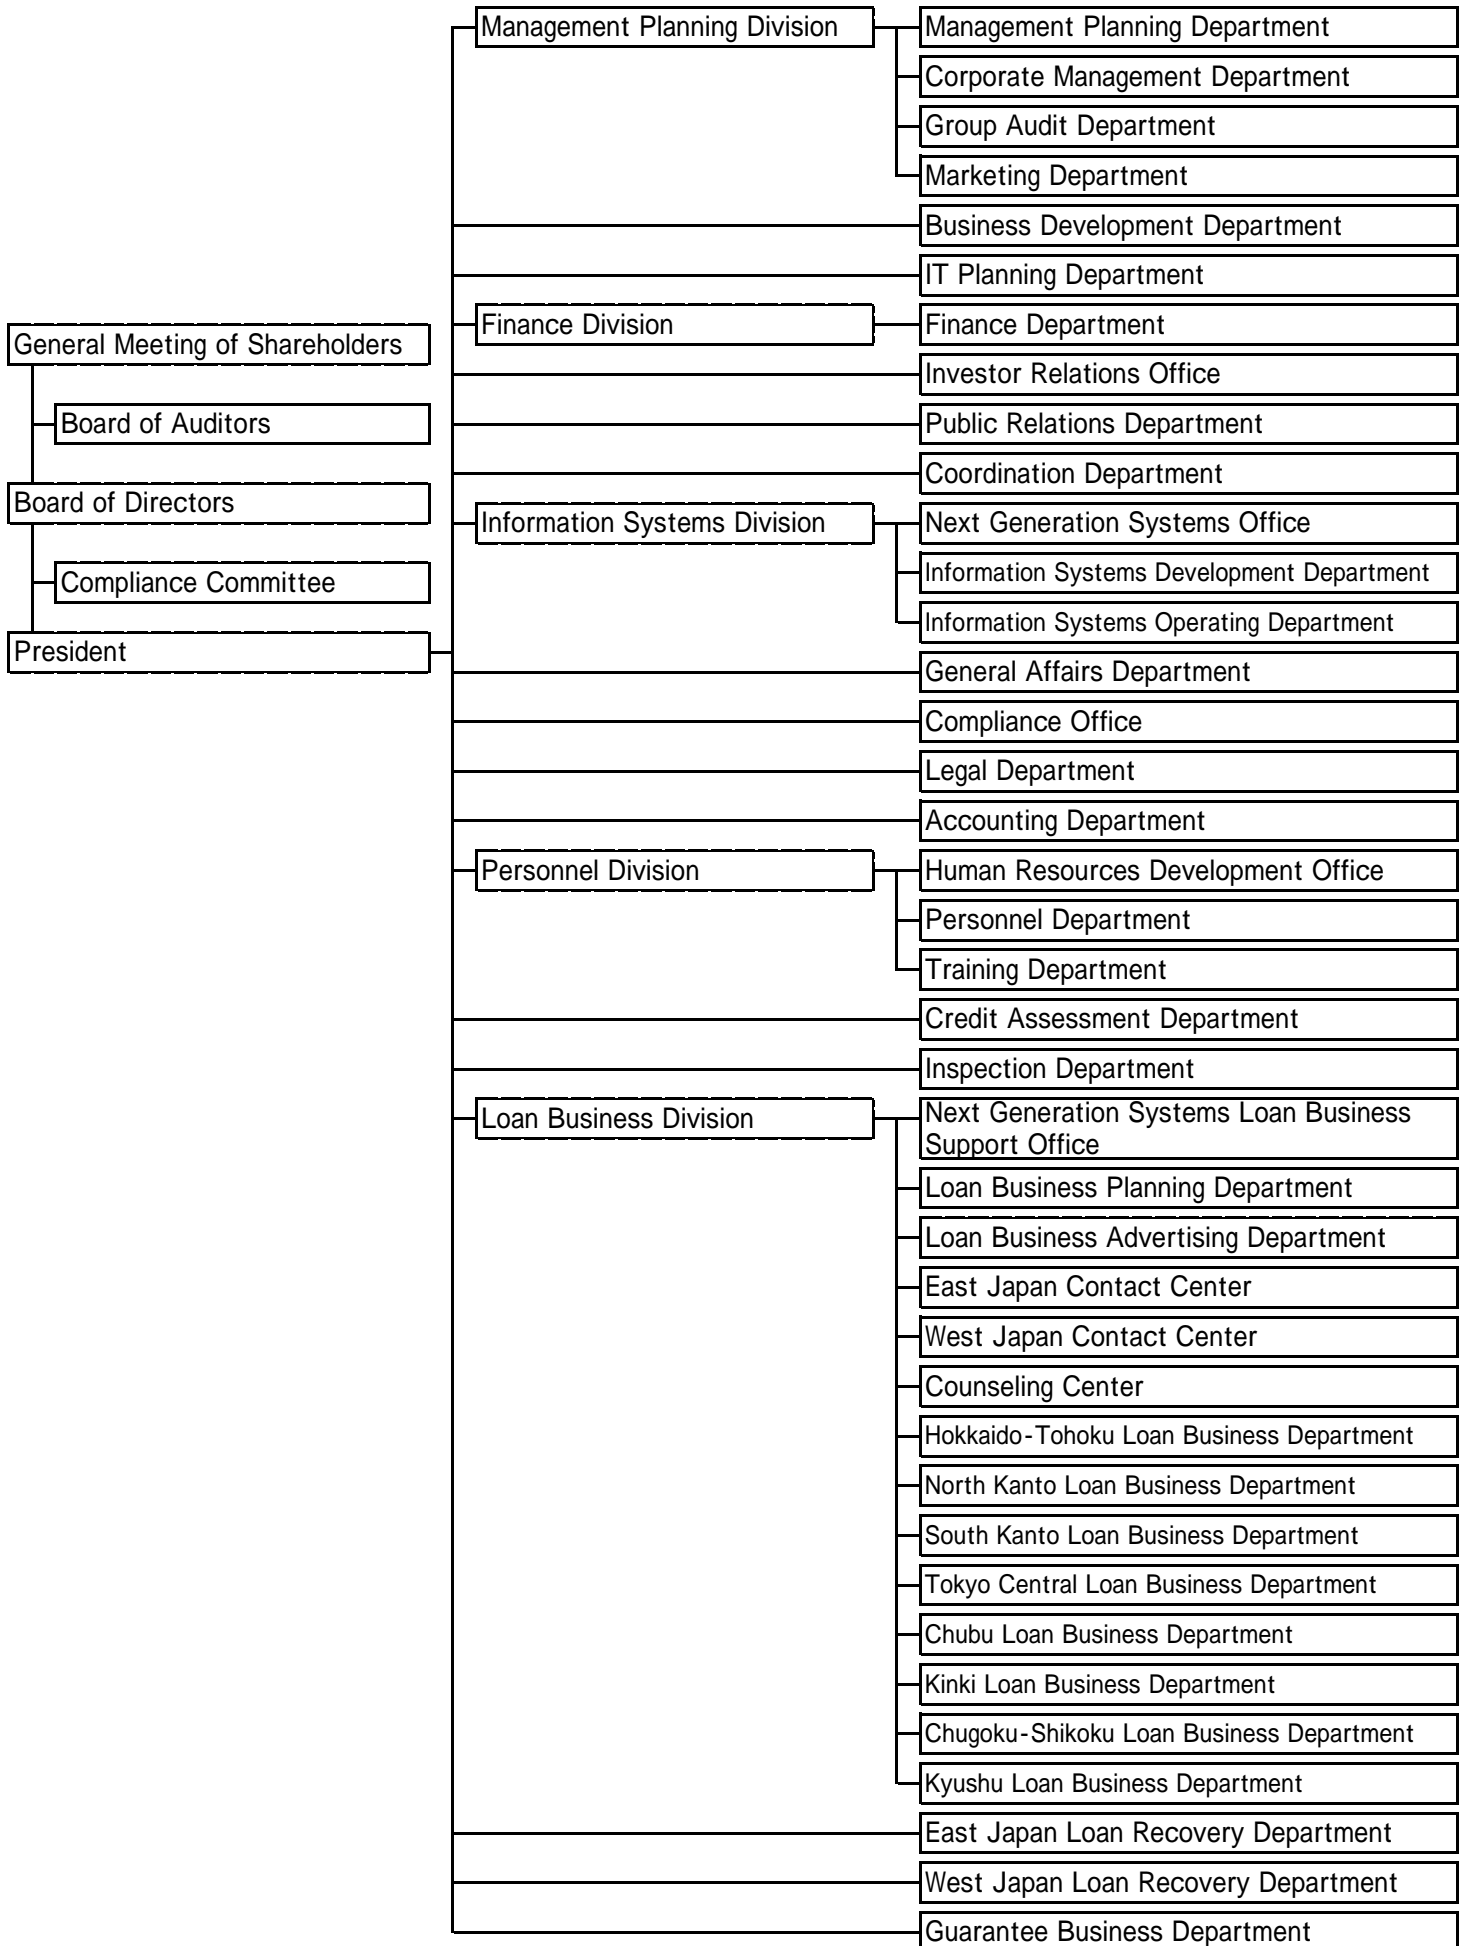 General Meeting of Shareholders
Board of Auditors
Board of Directors
Compliance Committee
President
Management Planning Division
Management Planning Department
Corporate Management Department
Group Audit Department
Marketing Department
Business Development Department
IT Planning Department
Finance Division
Finance Department
Investor Relations Office
Public Relations Department
Coordination Department
Information Systems Division
Next Generation Systems Office
Information Systems Development Department
Information Systems Operating Department
General Affairs Department
Compliance Office
Legal Department
Accounting Department
Personnel Division
Human Resources Development Office
Personnel Department
Training Department
Credit Assessment Department
Inspection Department
Loan Business Division
Next Generation Systems Loan Business
Support Office
Loan Business Planning Department
Loan Business Advertising Department
East Japan Contact Center
West Japan Contact Center
Counseling Center
Hokkaido-Tohoku Loan Business Department
North Kanto Loan Business Department
South Kanto Loan Business Department
Tokyo Central Loan Business Department
Chubu Loan Business Department
Kinki Loan Business Department
Chugoku-Shikoku Loan Business Department
Kyushu Loan Business Department
East Japan Loan Recovery Department
West Japan Loan Recovery Department
Guarantee Business Department